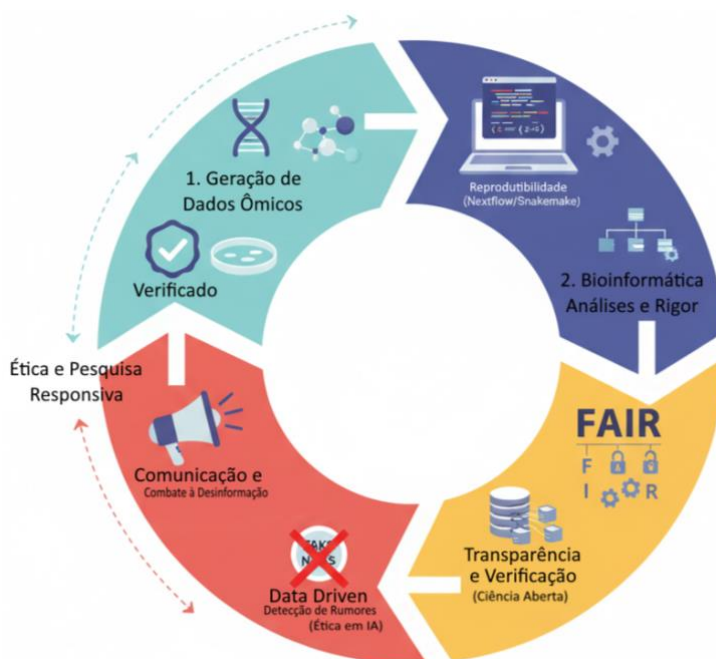 1. Geração de
Dados Ômicos
Verificado
Reprodutibilidade
(Nextflow/Snakemake)
2. Bioinformática
Análises e Rigor
FAIR
F
I
R
Transparência
e Verificação
(Ciência Aberta)
Data Driven
Detecção de Rumores
(Ética em IA)
Comunicação e
Combate à Desinformação
Ética e Pesquisa
Responsiva